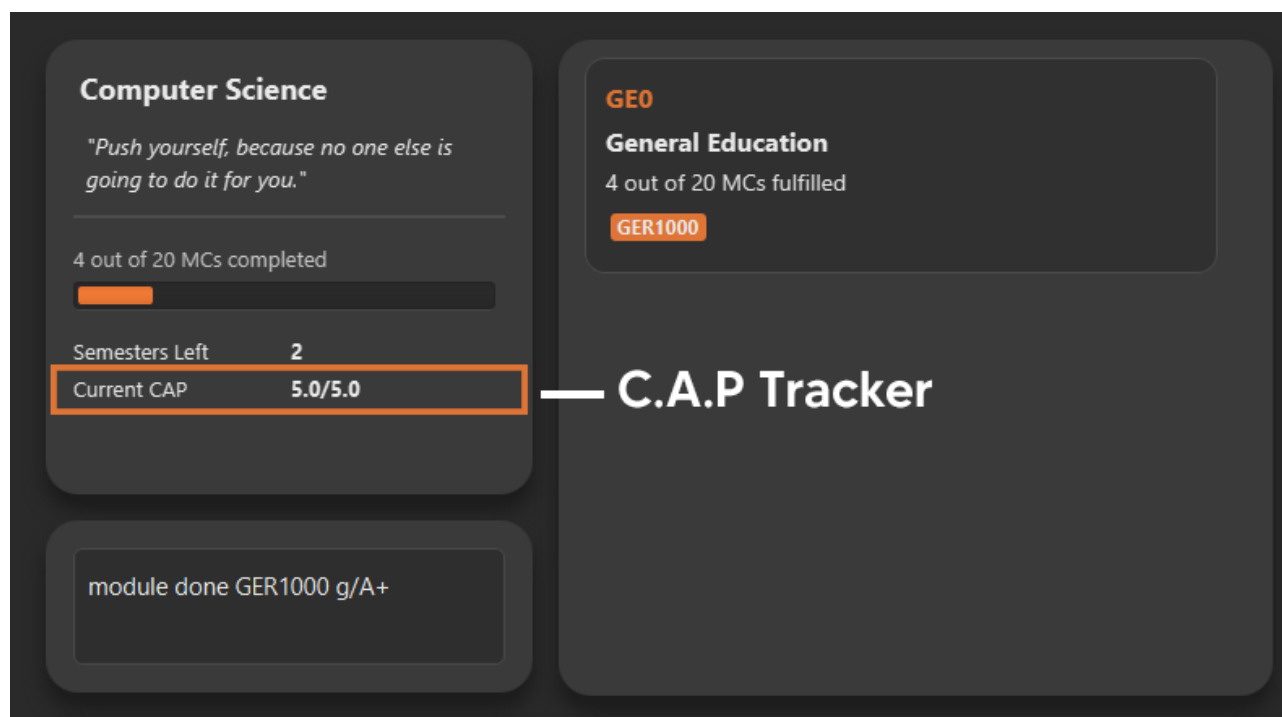 Computer Science
"Push yourself, because no one else is
going to do it for you."
4 out of 20 MCs completed
Semesters Left 2
Current CAP 5.0/5.0
module done GER1000 g/A+
GE0
General Education
4 out of 20 MCs fulfilled
GER1000
C.A.P Tracker